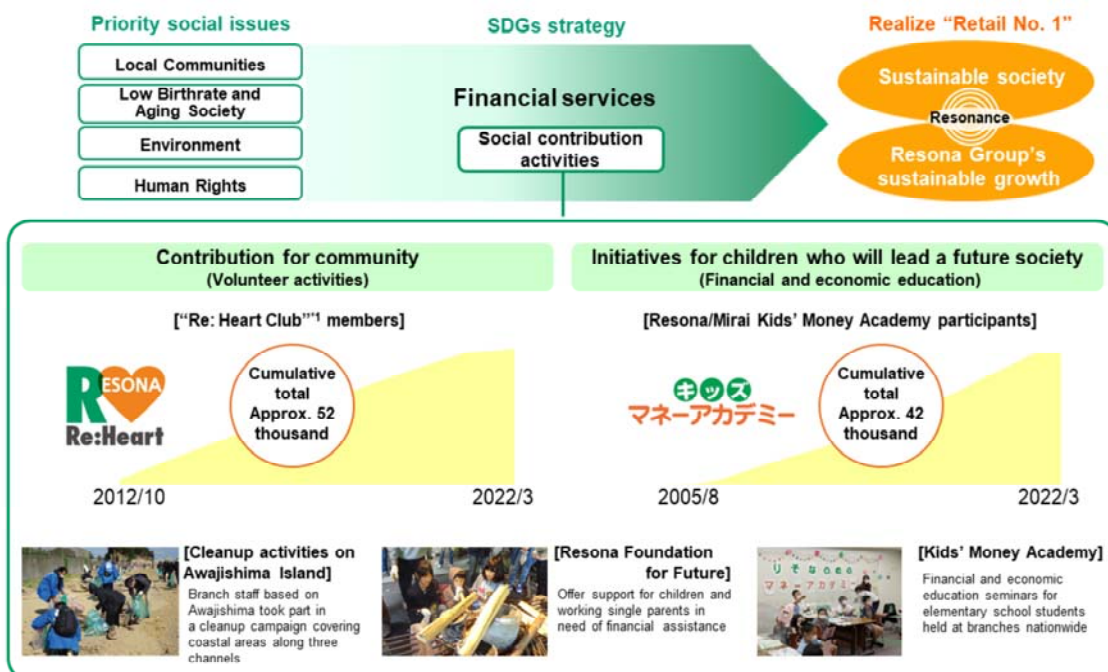 Priority social issues
SDGs strategy
Realize “Retail No. 1”
Local Communities
Low Birthrate and
Aging Society
Environment
Human Rights
Financial services
Social contribution
activities
Sustainable society
Resonance
Resona Group's
sustainable growth
Contribution for community
(Volunteer activities)
[“Re: Heart Club”*1 members]
RESONA
Re:Heart
Cumulative
total
Approx. 52
thousand
2012/10
2022/3
Initiatives for children who will lead a future society
(Financial and economic education)
[Resona/Mirai Kids' Money Academy participants]
キッズ
マネーアカデミー
Cumulative
total
Approx. 42
thousand
2005/8
2022/3
[Cleanup activities on
Awajishima Island]
Branch staff based on
Awajishima took part in
a cleanup campaign covering
coastal areas along three
channels
[Resona Foundation
for Future]
Offer support for children and
working single parents in
need of financial assistance
マネーアカデミー
[Kids' Money Academy]
Financial and economic
education seminars for
elementary school students
held at branches nationwide